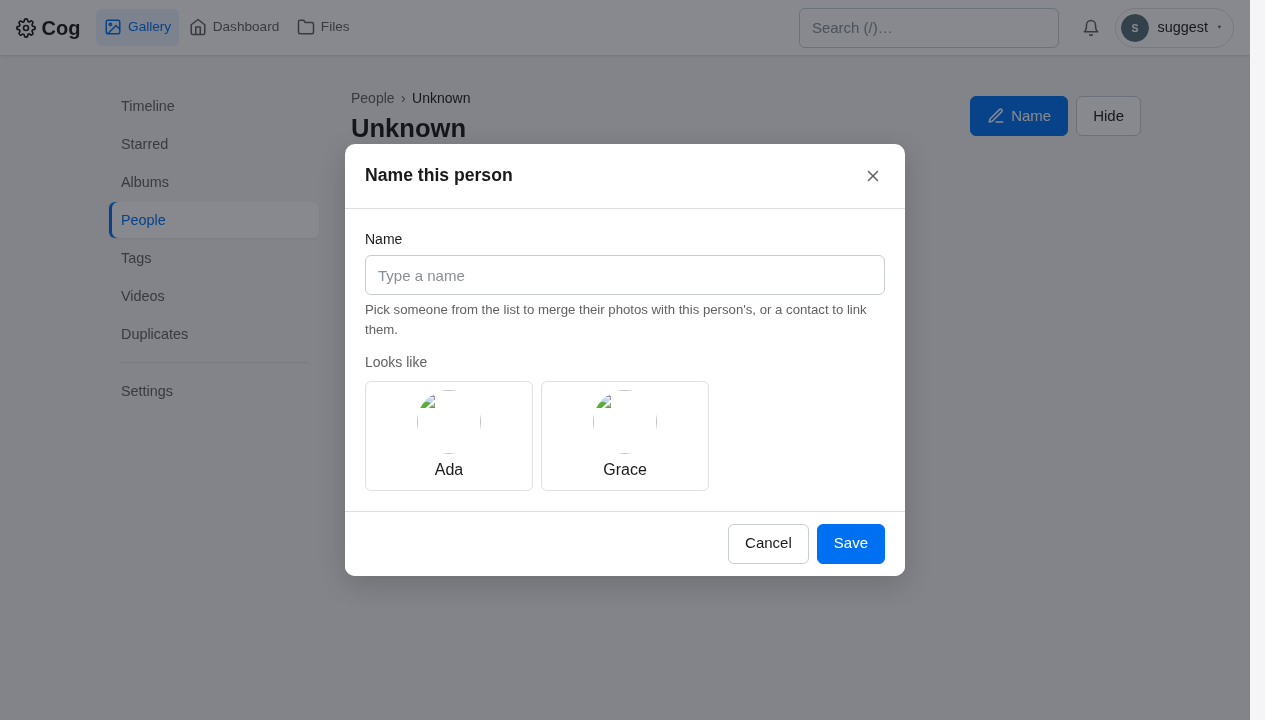 Cog
Gallery
Dashboard
Files
Search (/)…
S
suggest
Timeline
Starred
Albums
People
Tags
Videos
Duplicates
Settings
People › Unknown
Unknown
Name
Hide
Name this person
Name
Type a name
Pick someone from the list to merge their photos with this person's, or a contact to link
them.
Looks like
Ada
Grace
Cancel
Save